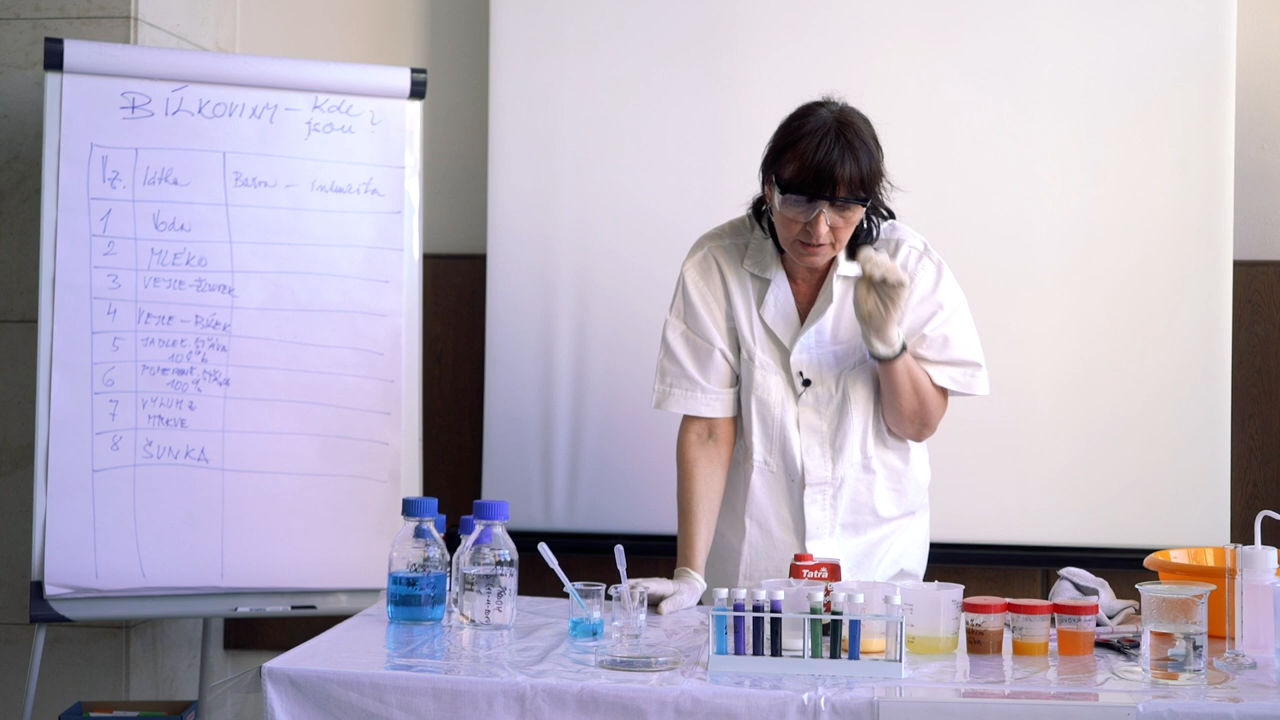 BÍLKOVINY – Kde
jsou?
Vz. látka Barva – intenzita
1 Voda
2 MLÉKO
3 VEJCE-ŽLOUTEK
4 VEJCE – BÍLEK
5 JABLEČ. ŠŤÁVA
100%
6 POMERANČ. ŠŤÁVA
100%
7 VÝLUH Z
MRKVE
8 ŠUNKA
Tatra